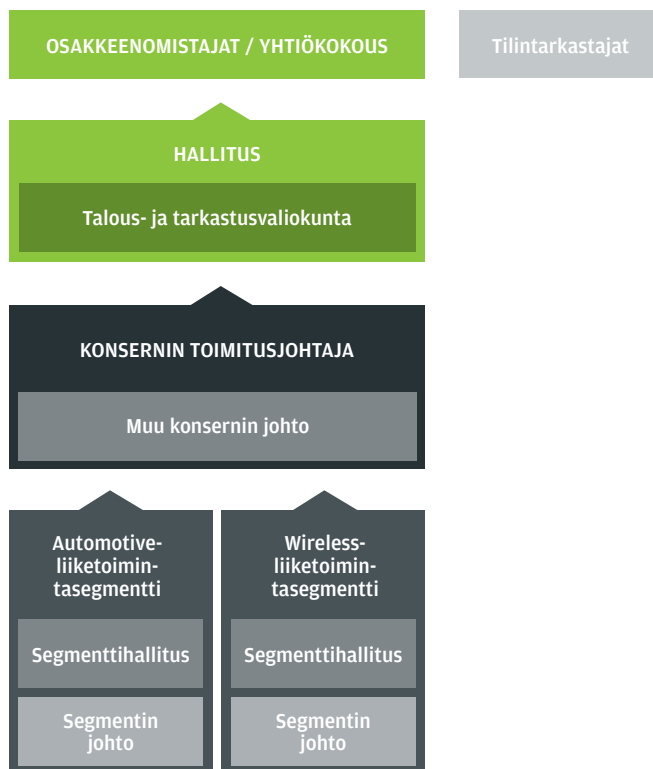 OSAKKEENOMISTAJAT / YHTIÖKOKOUS
Tilintarkastajat
HALLITUS
Talous- ja tarkastusvaliokunta
KONSERNIN TOIMITUSJOHTAJA
Muu konsernin johto
Automotive-
liiketoimin-
tasegmentti
Segmenttihallitus
Segmentin
johto
Wireless-
liiketoimin-
tasegmentti
Segmenttihallitus
Segmentin
johto